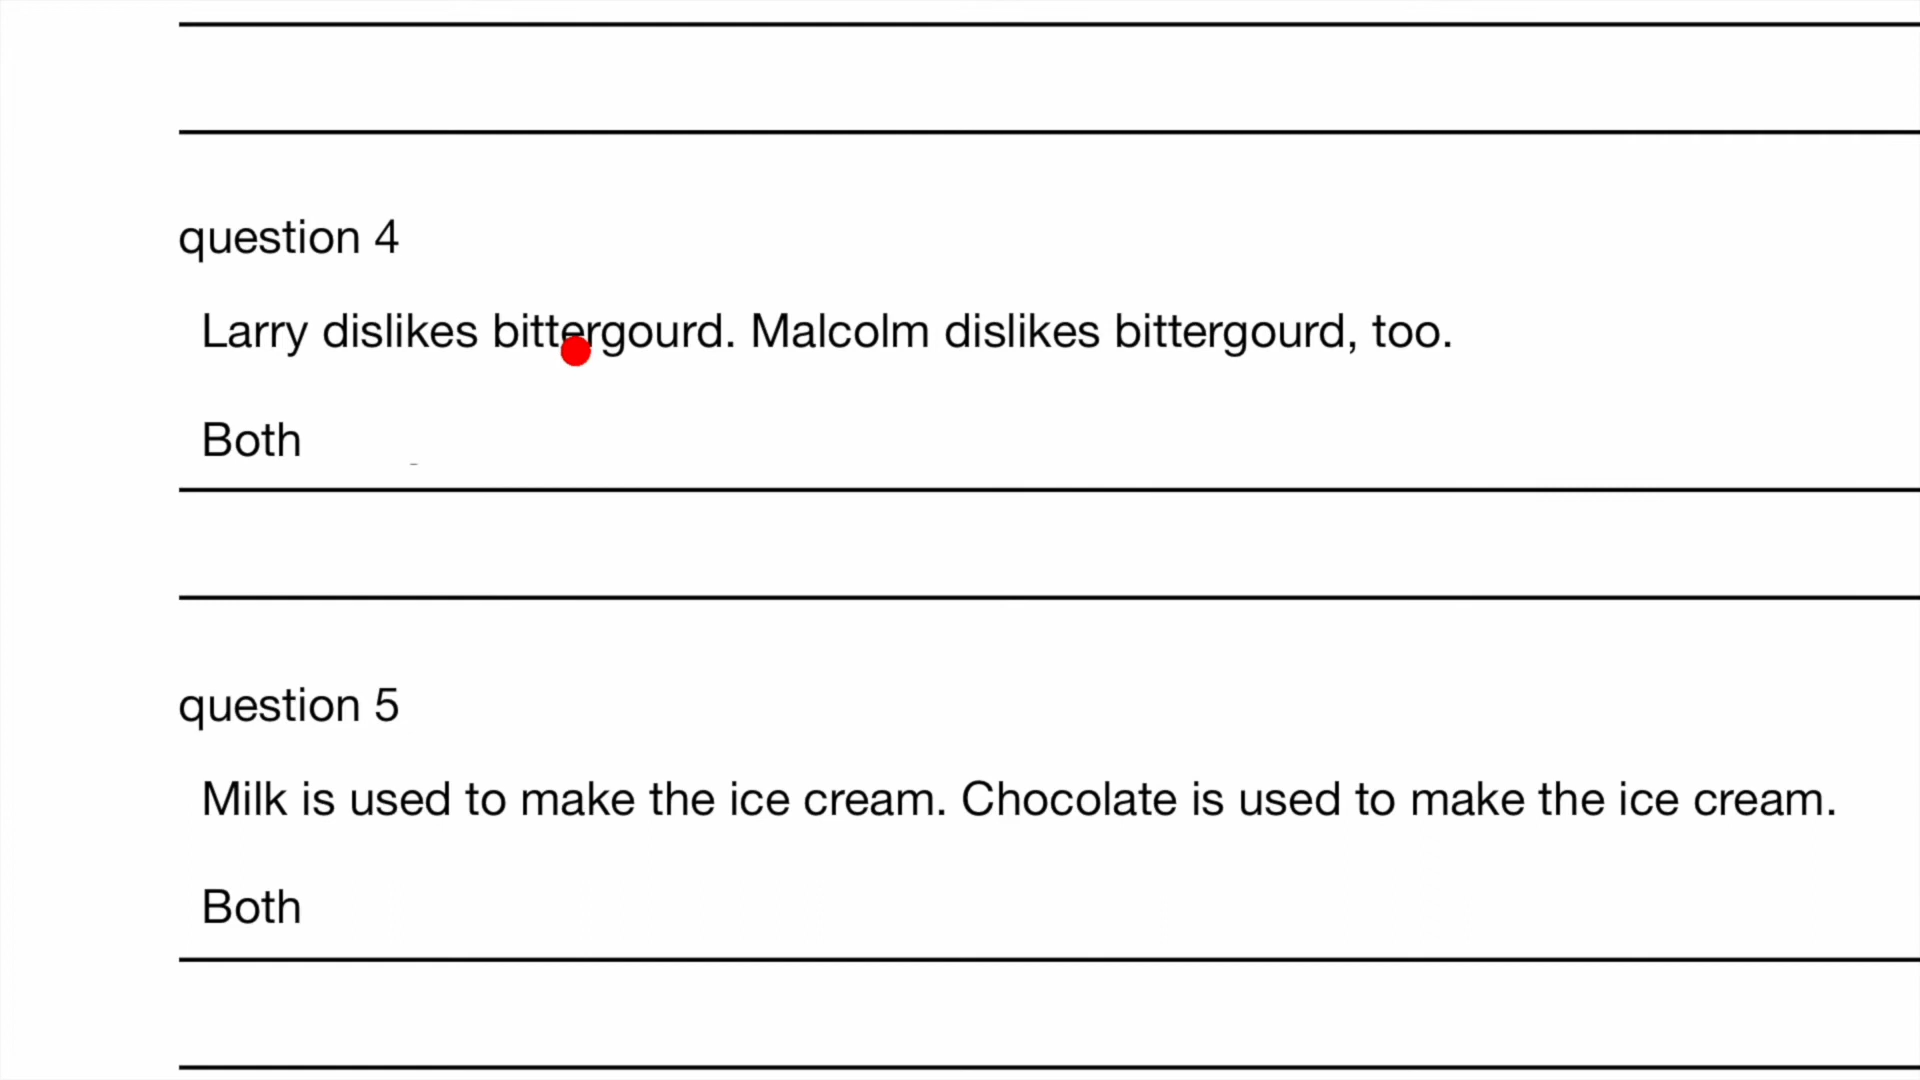 question 4
Larry dislikes bittergourd. Malcolm dislikes bittergourd, too.
Both
question 5
Milk is used to make the ice cream. Chocolate is used to make the ice cream.
Both